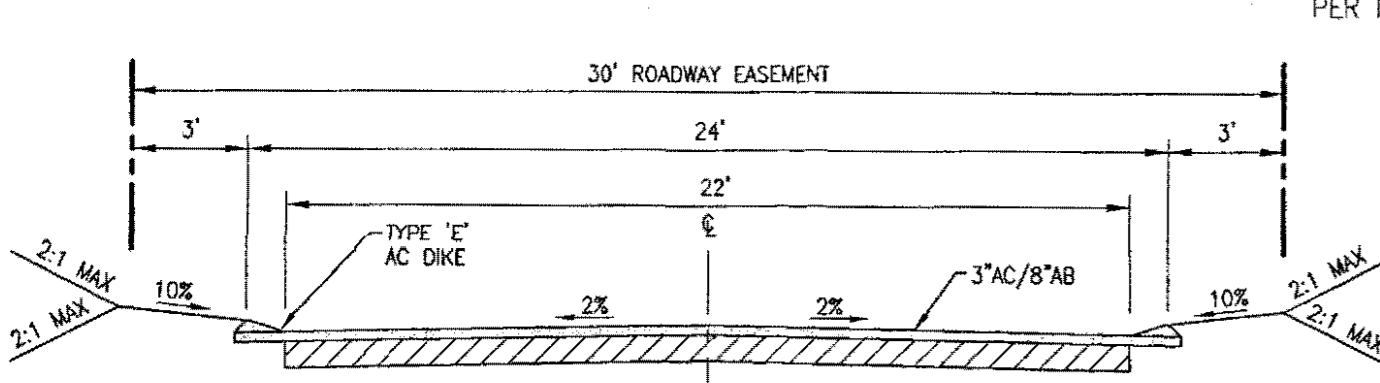 PER
30' ROADWAY EASEMENT
3'
24'
3'
22'
℄
TYPE 'E'
AC DIKE
3"AC/8"AB
2:1 MAX
2:1 MAX
10%
2%
2%
10%
2:1 MAX
2:1 MAX